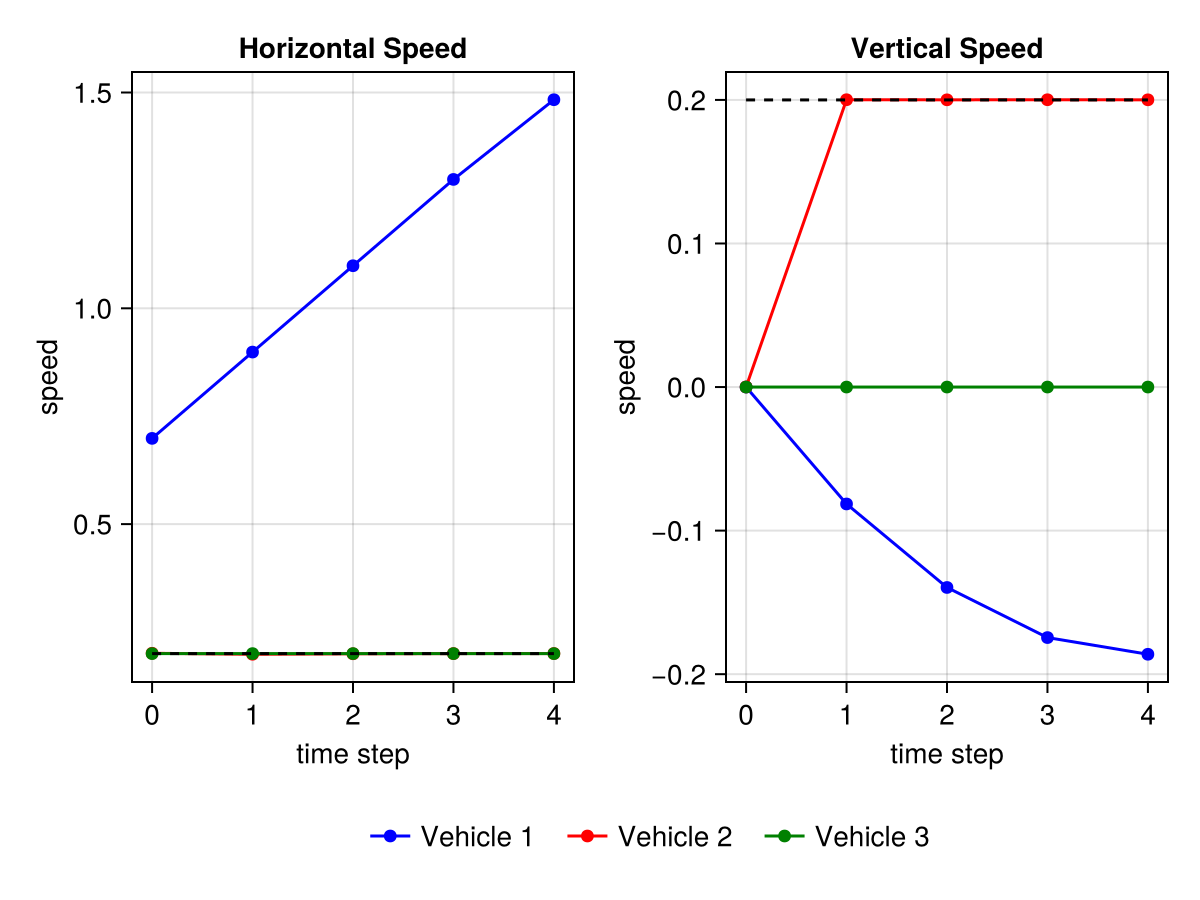 Horizontal Speed
1.5
1.0
0.5
speed
0 1 2 3 4
time step
Vertical Speed
0.2
0.1
0.0
−0.1
−0.2
speed
0 1 2 3 4
time step
Vehicle 1 Vehicle 2 Vehicle 3